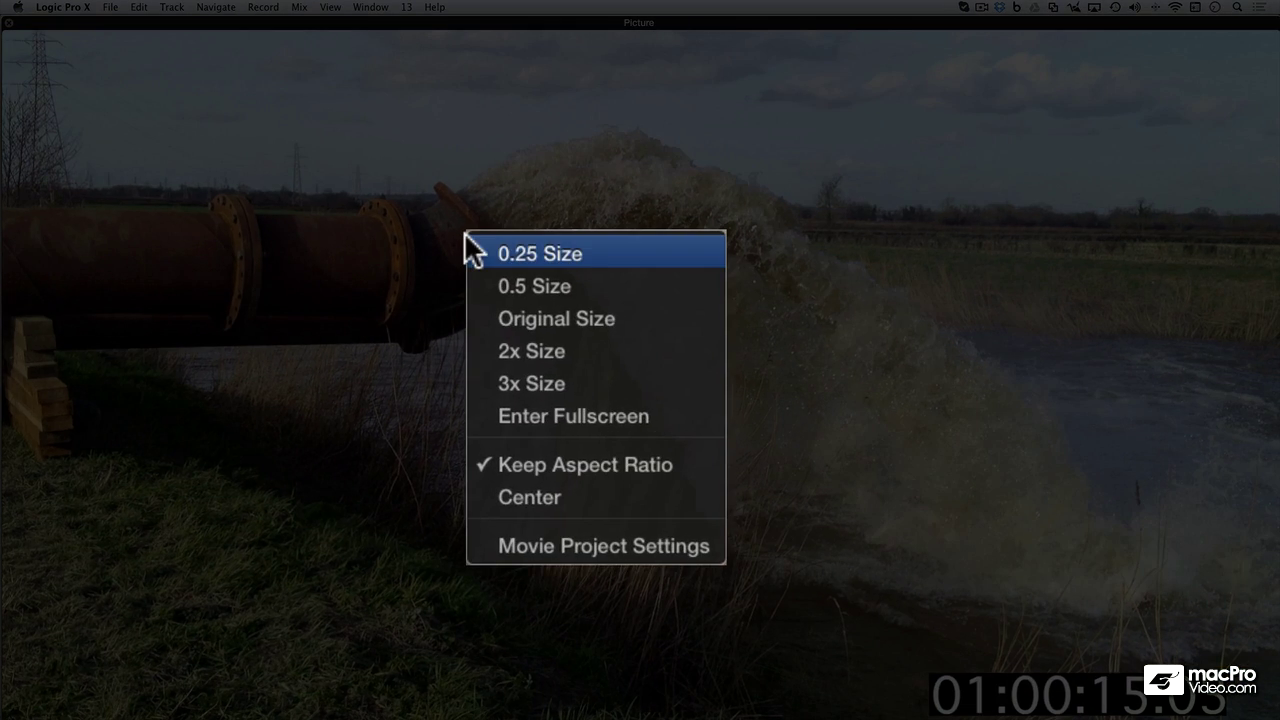 Logic Pro X File Edit Track Navigate Record Mix View Window 13 Help
Picture
0.25 Size
0.5 Size
Original Size
2x Size
3x Size
Enter Fullscreen
✓ Keep Aspect Ratio
Center
Movie Project Settings
macPro
Video.com
01:00:15.05